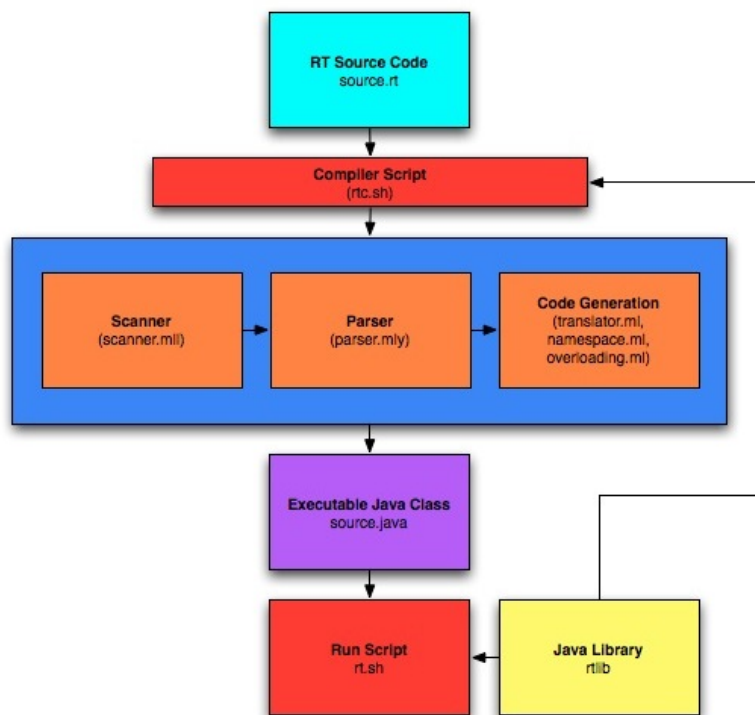 RT Source Code
source.rt
Compiler Script
(rtc.sh)
Scanner
(scanner.mll)
Parser
(parser.mly)
Code Generation
(translator.ml,
namespace.ml,
overloading.ml)
Executable Java Class
source.java
Run Script
rt.sh
Java Library
rtlib